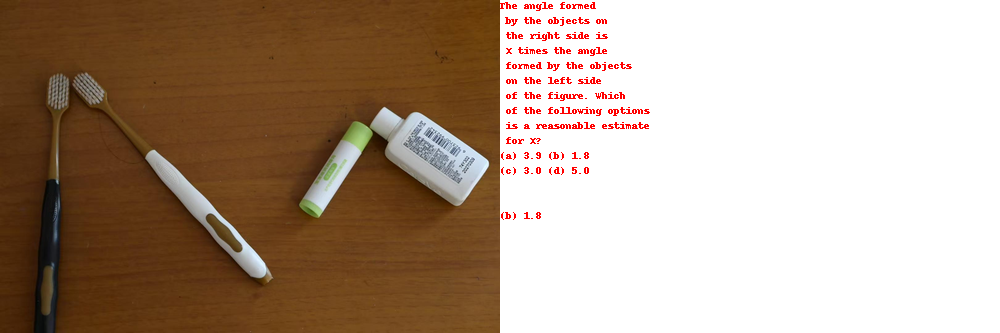 The angle formed
by the objects on
the right side is
X times the angle
formed by the objects
on the left side
of the figure. Which
of the following options
is a reasonable estimate
for X?
(a) 3.9 (b) 1.8
(c) 3.0 (d) 5.0
(b) 1.8